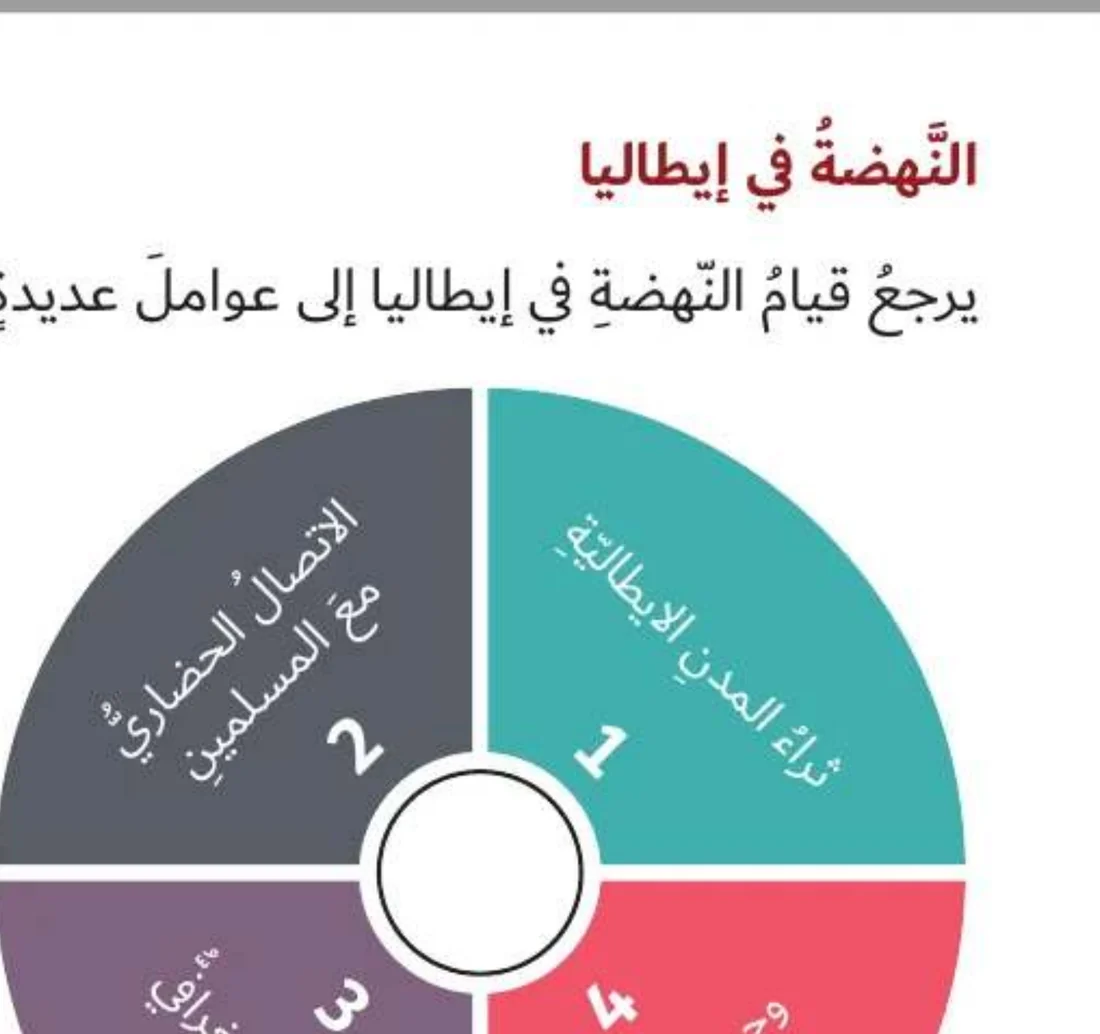 النَّهضةُ في إيطاليا
يرجعُ قيامُ النّهضةِ في إيطاليا إلى عواملَ عديدةٍ
ثراءُ المدنِ الايطاليّةِ
1
الاتصالُ الحضاريُّ
معَ المسلمينِ
2
3
4